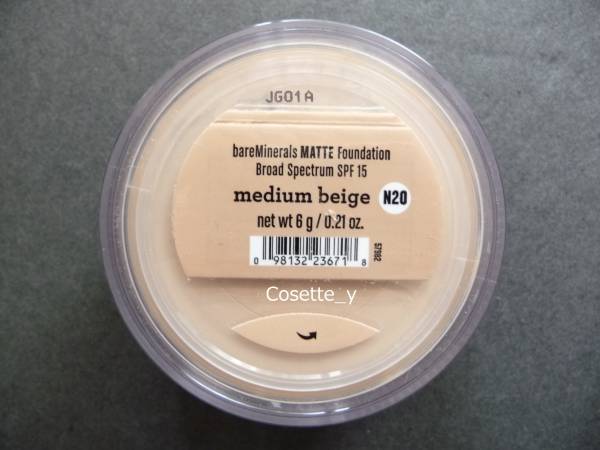 JG01A
bareMinerals MATTE Foundation
Broad Spectrum SPF 15
medium beige N20
net wt 6 g / 0.21 oz.
57982
0 98132 23671 8
Cosette_y